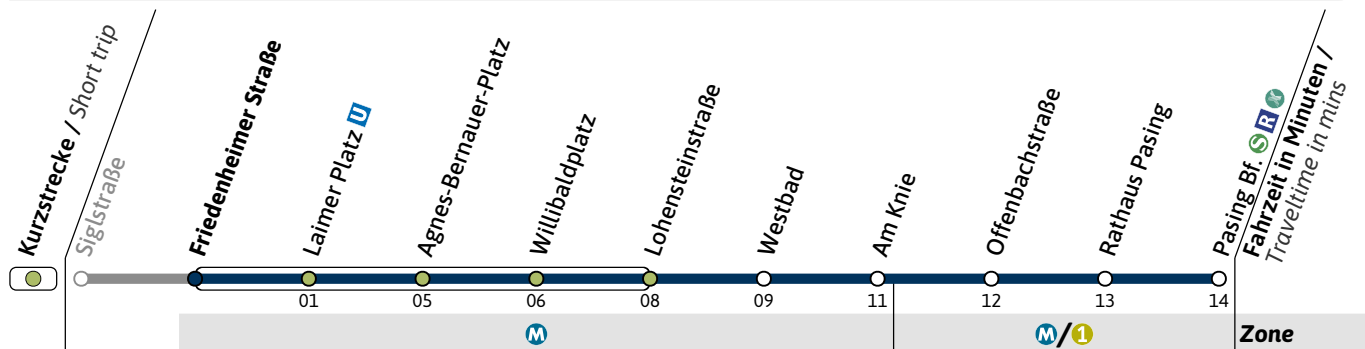 Kurzstrecke / Short trip
Siglstraße
Friedenheimer Straße
Laimer Platz U
Agnes-Bernauer-Platz
Willibaldplatz
Lohensteinstraße
Westbad
Am Knie
Offenbachstraße
Rathaus Pasing
Pasing Bf. S R X
Fahrzeit in Minuten /
Traveltime in mins
01 05 06 08 09 11 12 13 14
M M/1 Zone